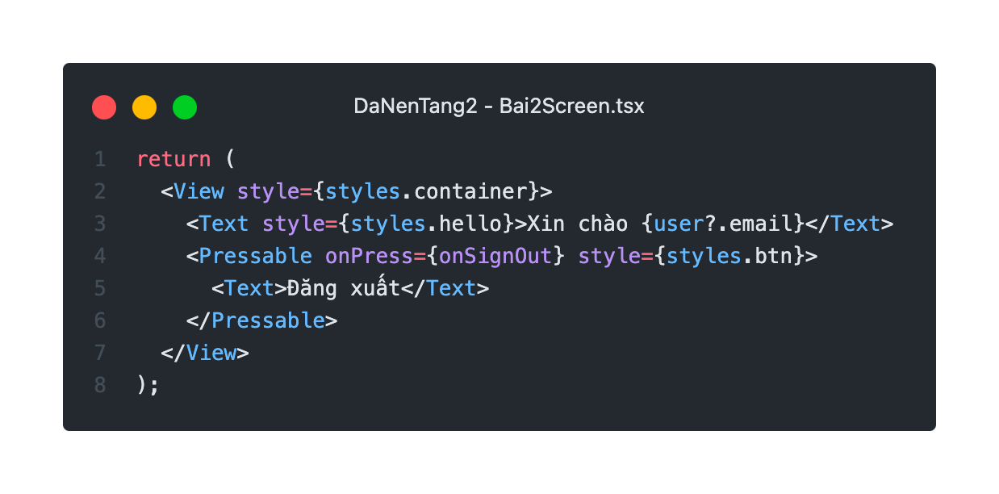 DaNenTang2 - Bai2Screen.tsx
1 return (
2   <View style={styles.container}>
3     <Text style={styles.hello}>Xin chào {user?.email}</Text>
4     <Pressable onPress={onSignOut} style={styles.btn}>
5       <Text>Đăng xuất</Text>
6     </Pressable>
7   </View>
8 );